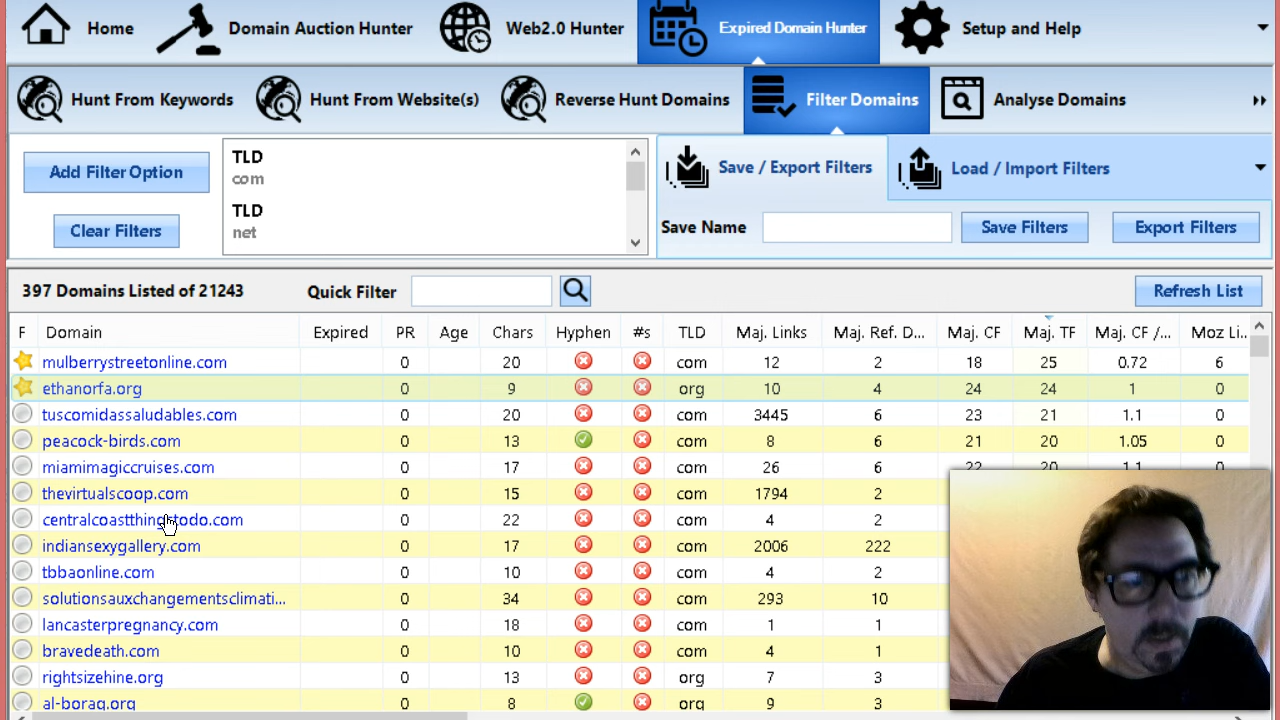 Home Domain Auction Hunter Web2.0 Hunter Expired Domain Hunter Setup and Help
Hunt From Keywords Hunt From Website(s) Reverse Hunt Domains Filter Domains Analyse Domains
Add Filter Option
Clear Filters
TLD
com
TLD
net
Save / Export Filters Load / Import Filters
Save Name Save Filters Export Filters
397 Domains Listed of 21243 Quick Filter Refresh List
F Domain Expired PR Age Chars Hyphen #s TLD Maj. Links Maj. Ref. D... Maj. CF Maj. TF Maj. CF /... Moz Li...
mulberrystreetonline.com 0 20 com 12 2 18 25 0.72 6
ethanorfa.org 0 9 org 10 4 24 24 1 0
tuscomidassaludables.com 0 20 com 3445 6 23 21 1.1 0
peacock-birds.com 0 13 com 8 6 21 20 1.05 0
miamimagiccruises.com 0 17 com 26 6 22 20 1.1 0
thevirtualscoop.com 0 15 com 1794 2
centralcoastthingstodo.com 0 22 com 4 2
indiansexygallery.com 0 17 com 2006 222
tbbaonline.com 0 10 com 4 2
solutionsauxchangementsclimati... 0 34 com 293 10
lancasterpregnancy.com 0 18 com 1 1
bravedeath.com 0 10 com 4 1
rightsizehine.org 0 13 org 7 3
al-boraq.org 0 8 org 9 3